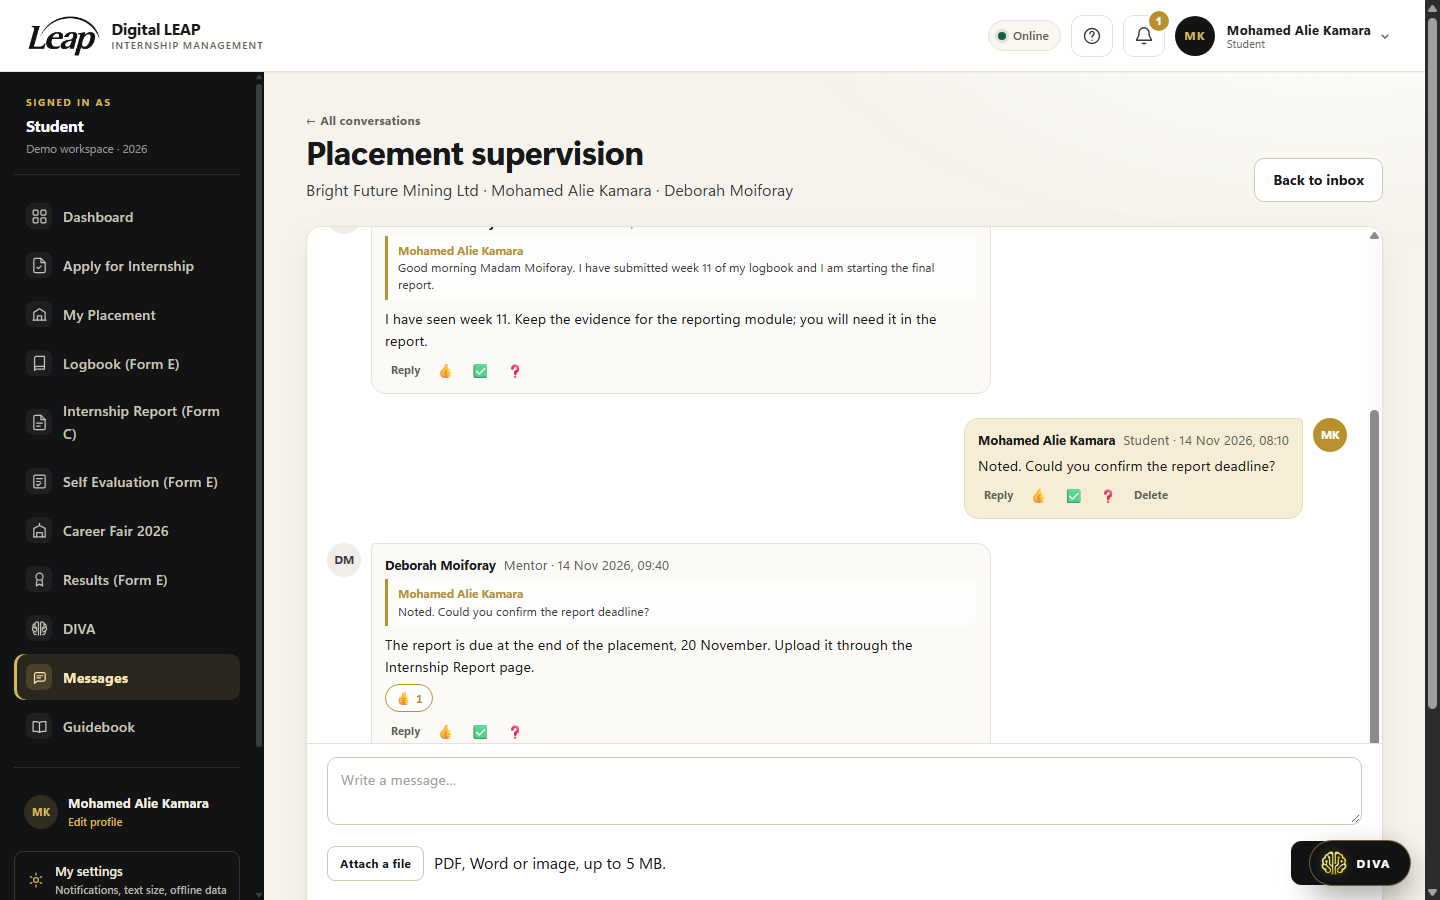 Leap
Digital LEAP
INTERNSHIP MANAGEMENT
Online
1
MK
Mohamed Alie Kamara
Student
SIGNED IN AS
Student
Demo workspace · 2026
Dashboard
Apply for Internship
My Placement
Logbook (Form E)
Internship Report (Form
C)
Self Evaluation (Form E)
Career Fair 2026
Results (Form E)
DIVA
Messages
Guidebook
MK
Mohamed Alie Kamara
Edit profile
My settings
Notifications, text size, offline data
← All conversations
Placement supervision
Bright Future Mining Ltd · Mohamed Alie Kamara · Deborah Moiforay
Back to inbox
Mohamed Alie Kamara
Good morning Madam Moiforay. I have submitted week 11 of my logbook and I am starting the final
report.
I have seen week 11. Keep the evidence for the reporting module; you will need it in the
report.
Reply 👍 ✅ ❓
Mohamed Alie Kamara Student · 14 Nov 2026, 08:10
MK
Noted. Could you confirm the report deadline?
Reply 👍 ✅ ❓ Delete
DM
Deborah Moiforay Mentor · 14 Nov 2026, 09:40
Mohamed Alie Kamara
Noted. Could you confirm the report deadline?
The report is due at the end of the placement, 20 November. Upload it through the
Internship Report page.
👍 1
Reply 👍 ✅ ❓
Write a message...
Attach a file
PDF, Word or image, up to 5 MB.
DIVA